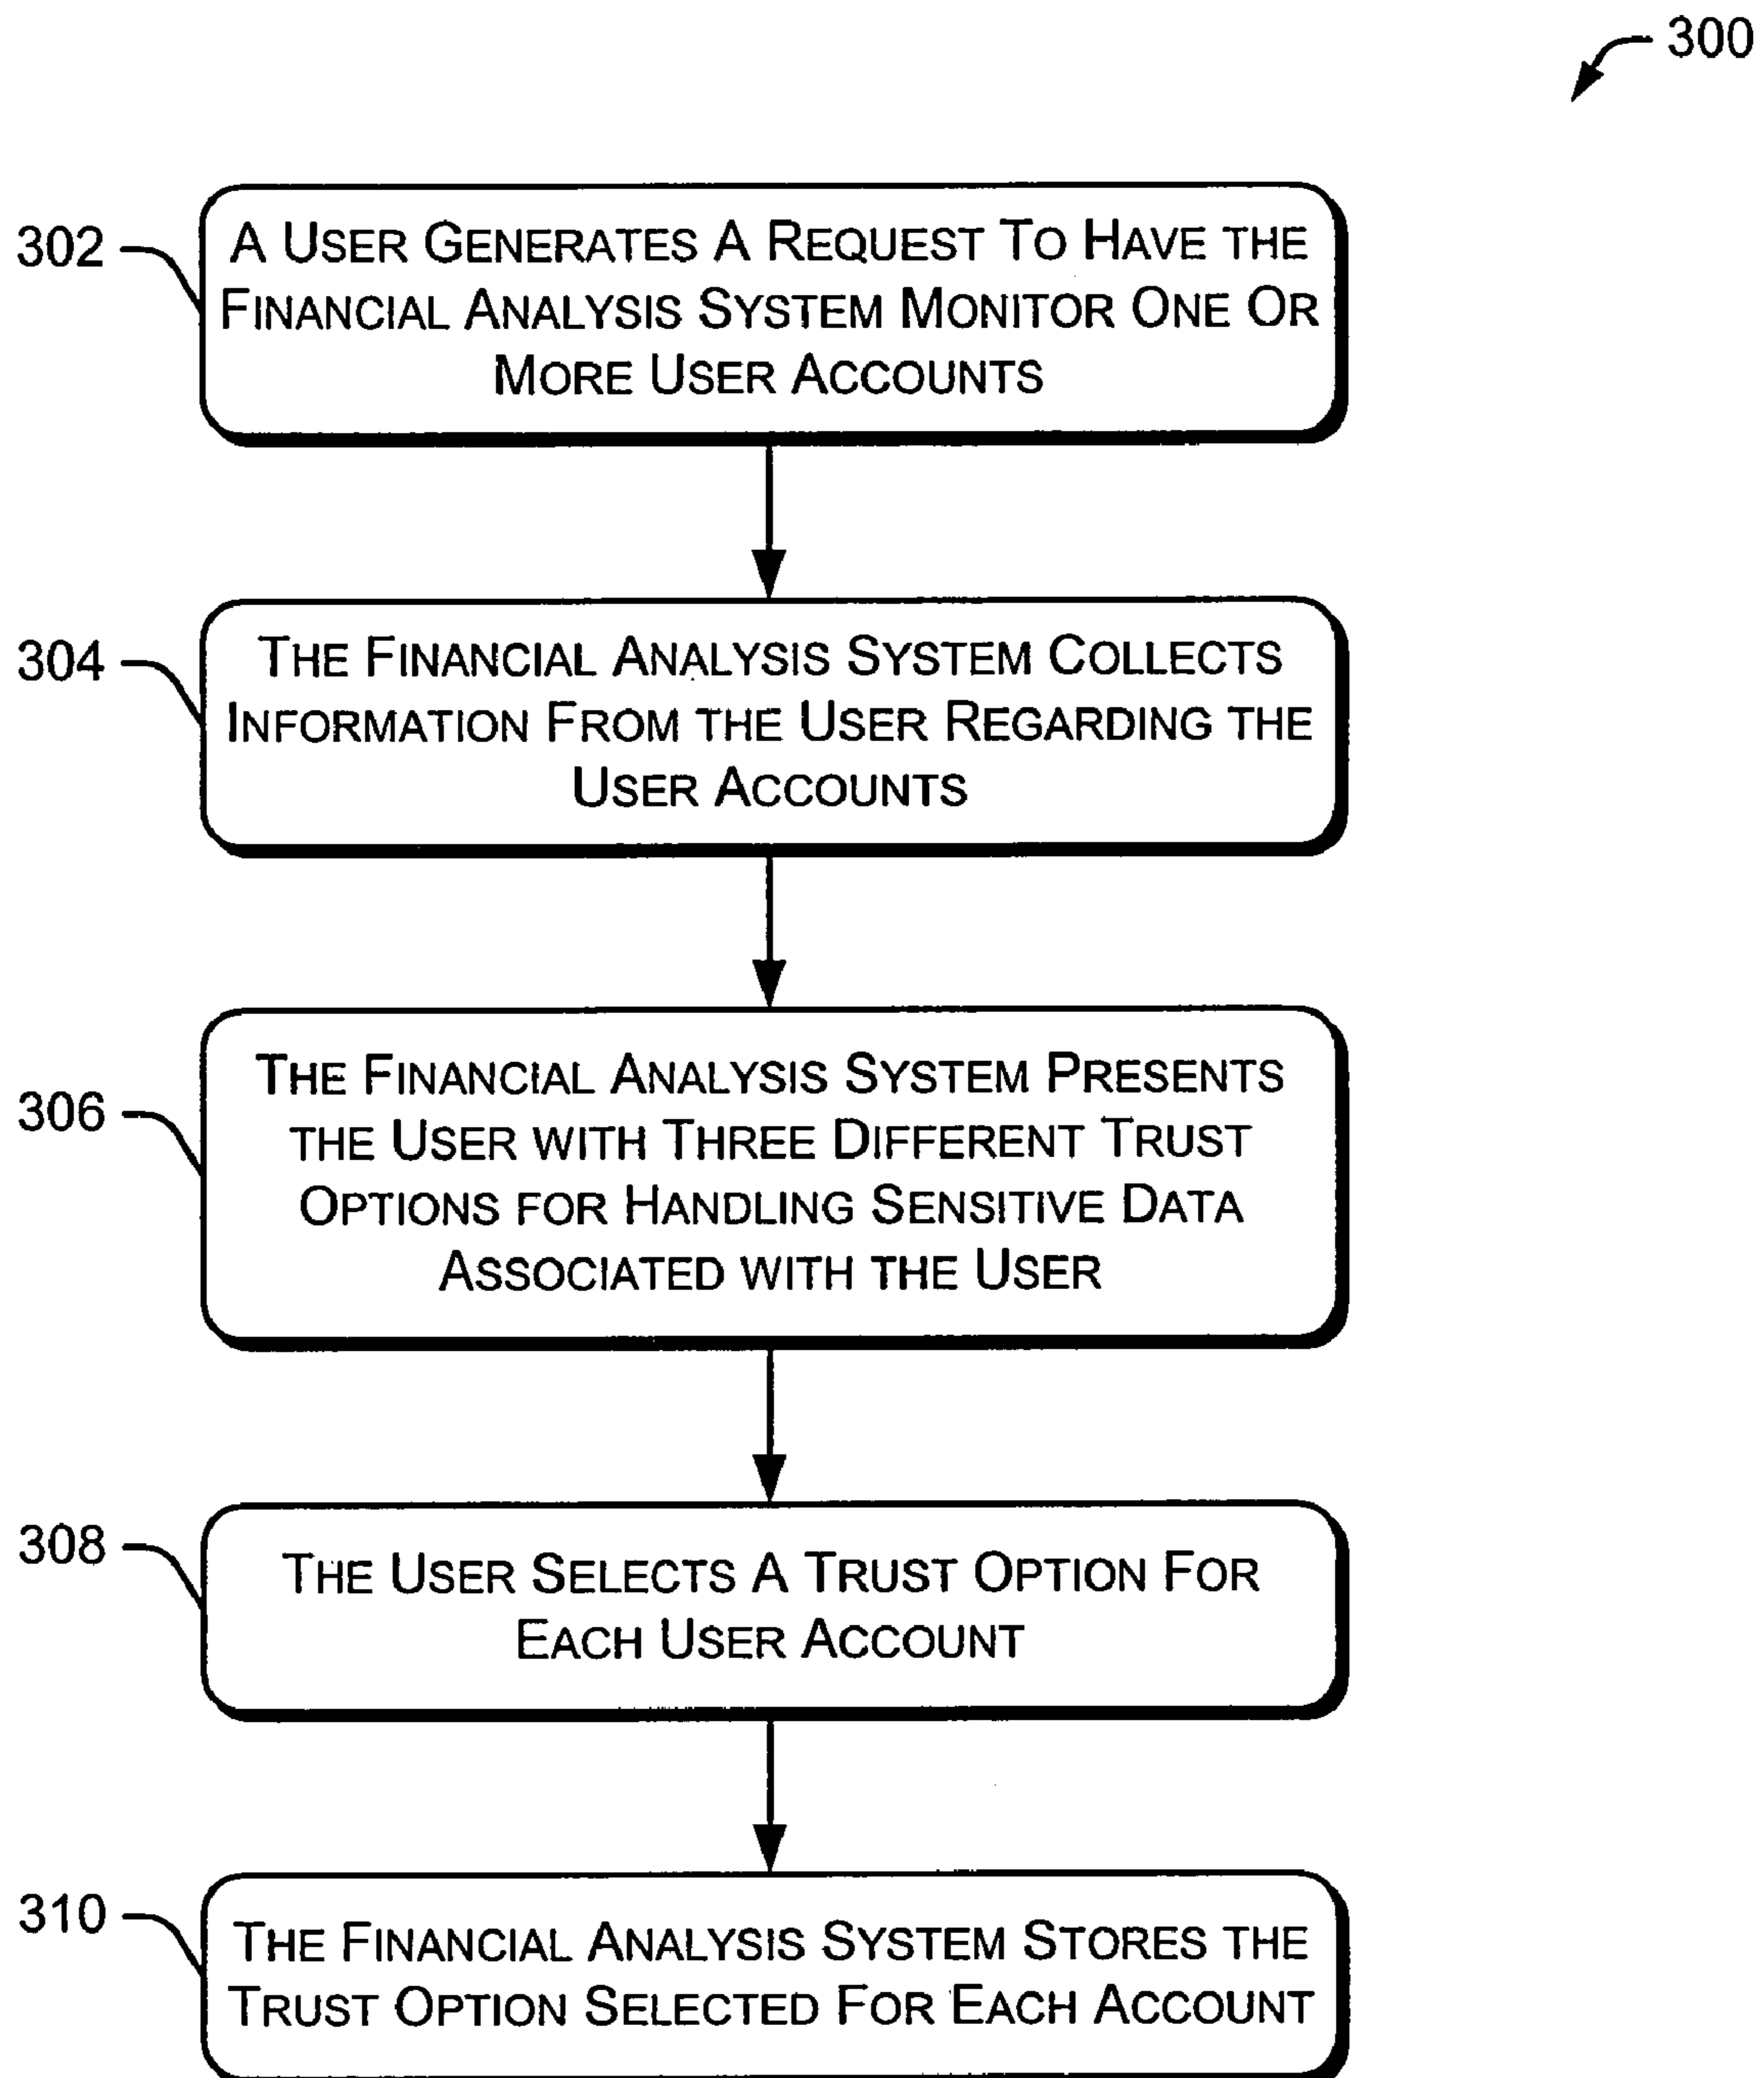 300
302
A USER GENERATES A REQUEST TO HAVE THE
FINANCIAL ANALYSIS SYSTEM MONITOR ONE OR
MORE USER ACCOUNTS
304
THE FINANCIAL ANALYSIS SYSTEM COLLECTS
INFORMATION FROM THE USER REGARDING THE
USER ACCOUNTS
306
THE FINANCIAL ANALYSIS SYSTEM PRESENTS
THE USER WITH THREE DIFFERENT TRUST
OPTIONS FOR HANDLING SENSITIVE DATA
ASSOCIATED WITH THE USER
308
THE USER SELECTS A TRUST OPTION FOR
EACH USER ACCOUNT
310
THE FINANCIAL ANALYSIS SYSTEM STORES THE
TRUST OPTION SELECTED FOR EACH ACCOUNT